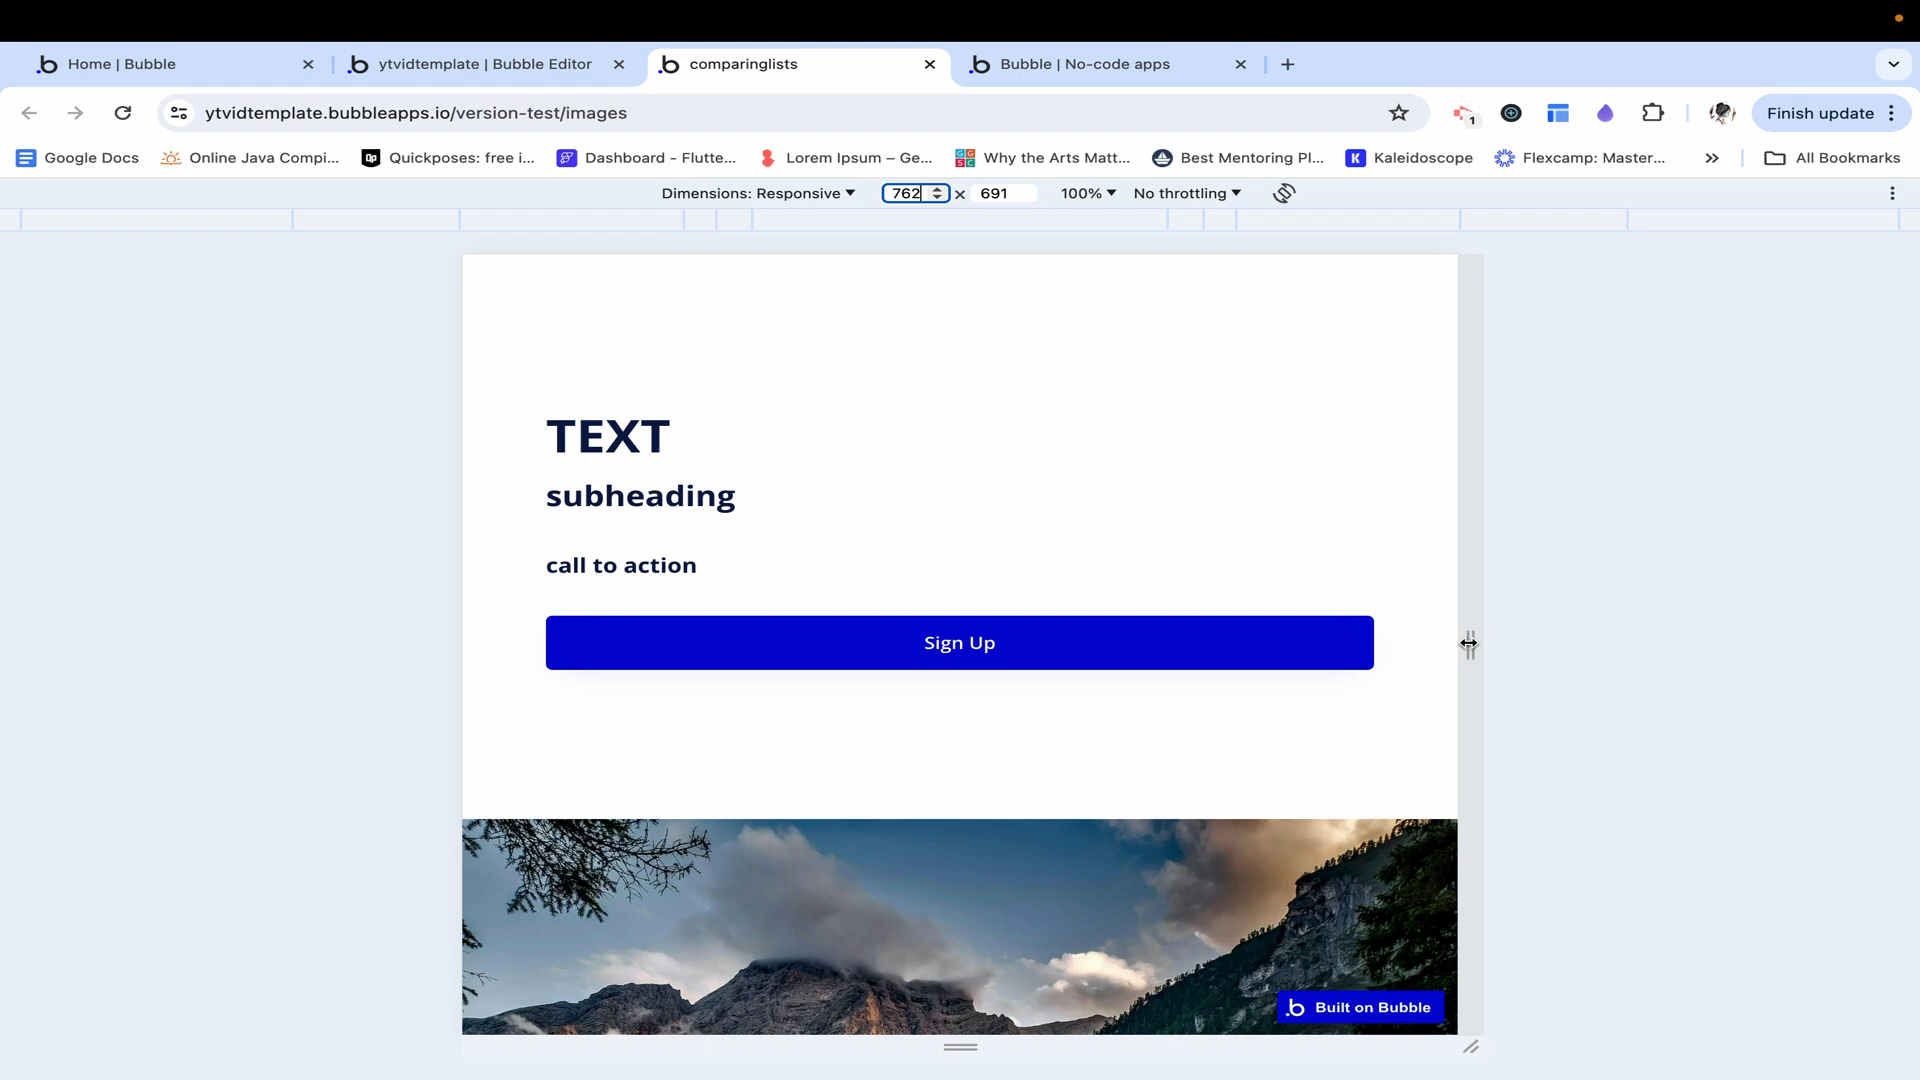 Home | Bubble
ytvidtemplate | Bubble Editor
comparinglists
Bubble | No-code apps
ytvidtemplate.bubbleapps.io/version-test/images
1
Finish update
Google Docs
Online Java Compi...
Quickposes: free i...
Dashboard - Flutte...
Lorem Ipsum – Ge...
Why the Arts Matt...
Best Mentoring Pl...
Kaleidoscope
Flexcamp: Master...
All Bookmarks
Dimensions: Responsive
762
×
691
100%
No throttling
TEXT
subheading
call to action
Sign Up
Built on Bubble